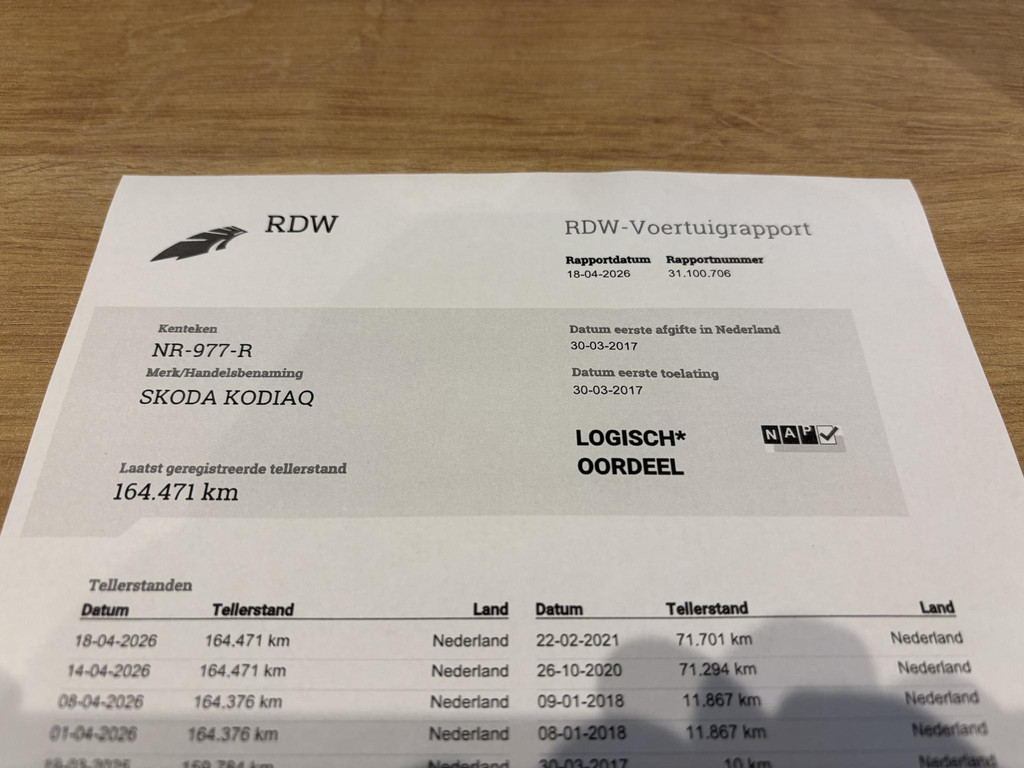 RDW
RDW-Voertuigrapport
Rapportdatum Rapportnummer
18-04-2026 31.100.706
Kenteken
NR-977-R
Merk/Handelsbenaming
SKODA KODIAQ
Laatst geregistreerde tellerstand
164.471 km
Datum eerste afgifte in Nederland
30-03-2017
Datum eerste toelating
30-03-2017
LOGISCH*
OORDEEL
NAP
Tellerstanden
Datum Tellerstand Land Datum Tellerstand Land
18-04-2026 164.471 km Nederland 22-02-2021 71.701 km Nederland
14-04-2026 164.471 km Nederland 26-10-2020 71.294 km Nederland
08-04-2026 164.376 km Nederland 09-01-2018 11.867 km Nederland
01-04-2026 164.376 km Nederland 08-01-2018 11.867 km Nederland
km Nederland 30-03-2017 10 km Nederland